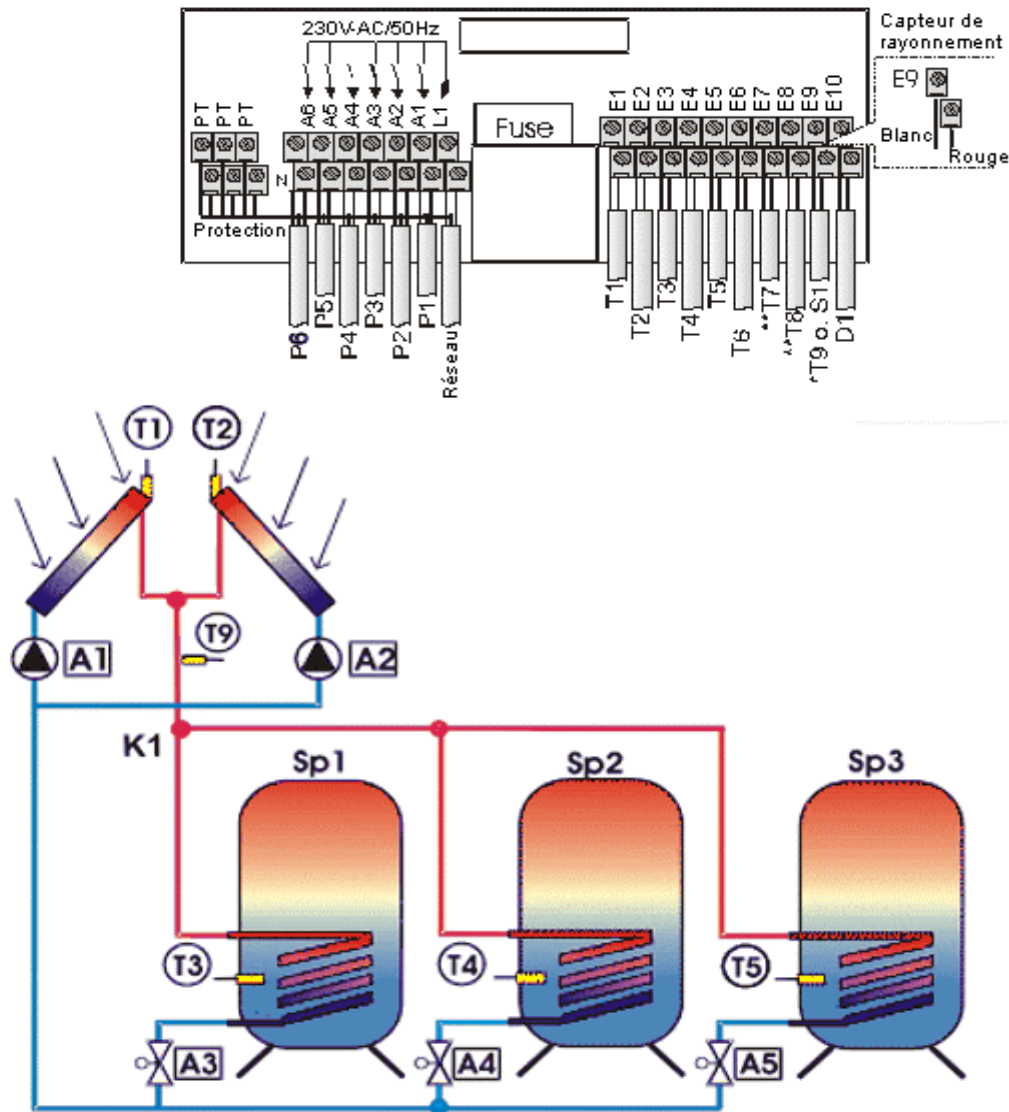 230V-AC/50Hz
Capteur de
rayonnement
PT PT PT
A6 A5 A4 A3 A2 A1 L1
Fuse
E1 E2 E3 E4 E5 E6 E7 E8 E9 E10
E9
Blanc
Rouge
N
Protection
P6 P5 P4 P3 P2 P1 Réseau
T1 T2 T3 T4 T5 T6 **T7 **T8 *T9 o. S1 D1
T1 T2
T9
A1 A2
K1
Sp1 Sp2 Sp3
T3 T4 T5
A3 A4 A5